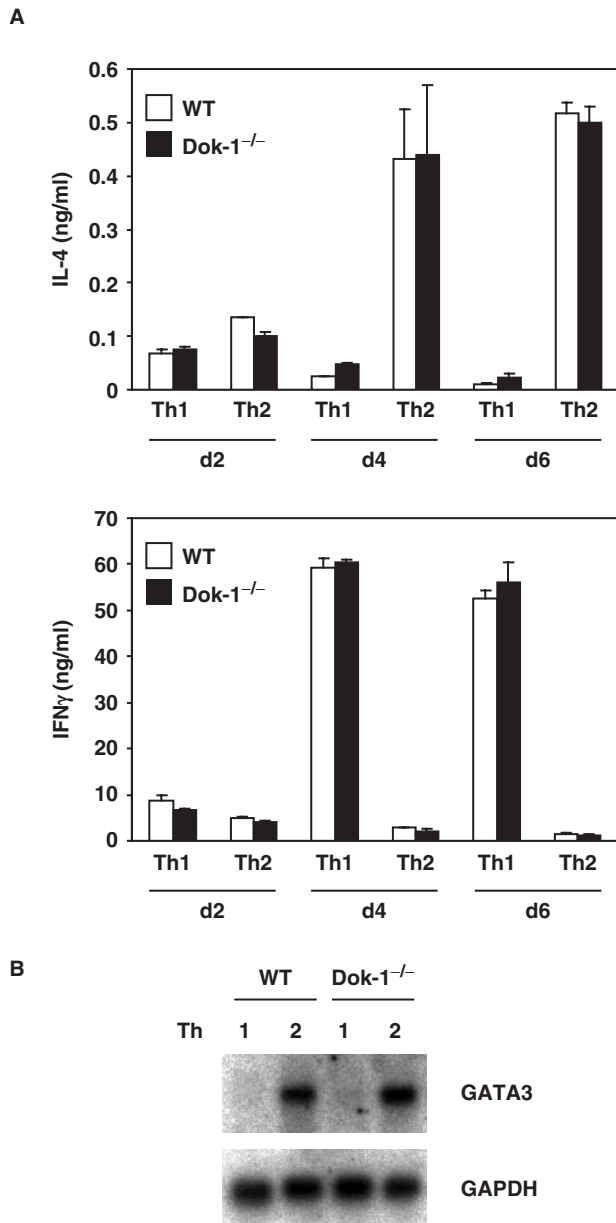 A
0.6
0.5
0.4
0.3
0.2
0.1
0
IL-4 (ng/ml)
WT
Dok-1⁻/⁻
Th1 Th2 Th1 Th2 Th1 Th2
d2 d4 d6
70
60
50
40
30
20
10
0
IFNγ (ng/ml)
WT
Dok-1⁻/⁻
Th1 Th2 Th1 Th2 Th1 Th2
d2 d4 d6
B
WT Dok-1⁻/⁻
Th 1 2 1 2
GATA3
GAPDH